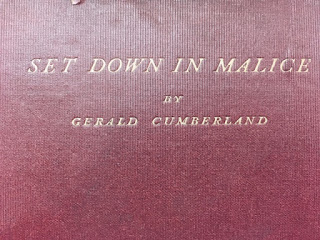 SET DOWN IN MALICE
BY
GERALD CUMBERLAND